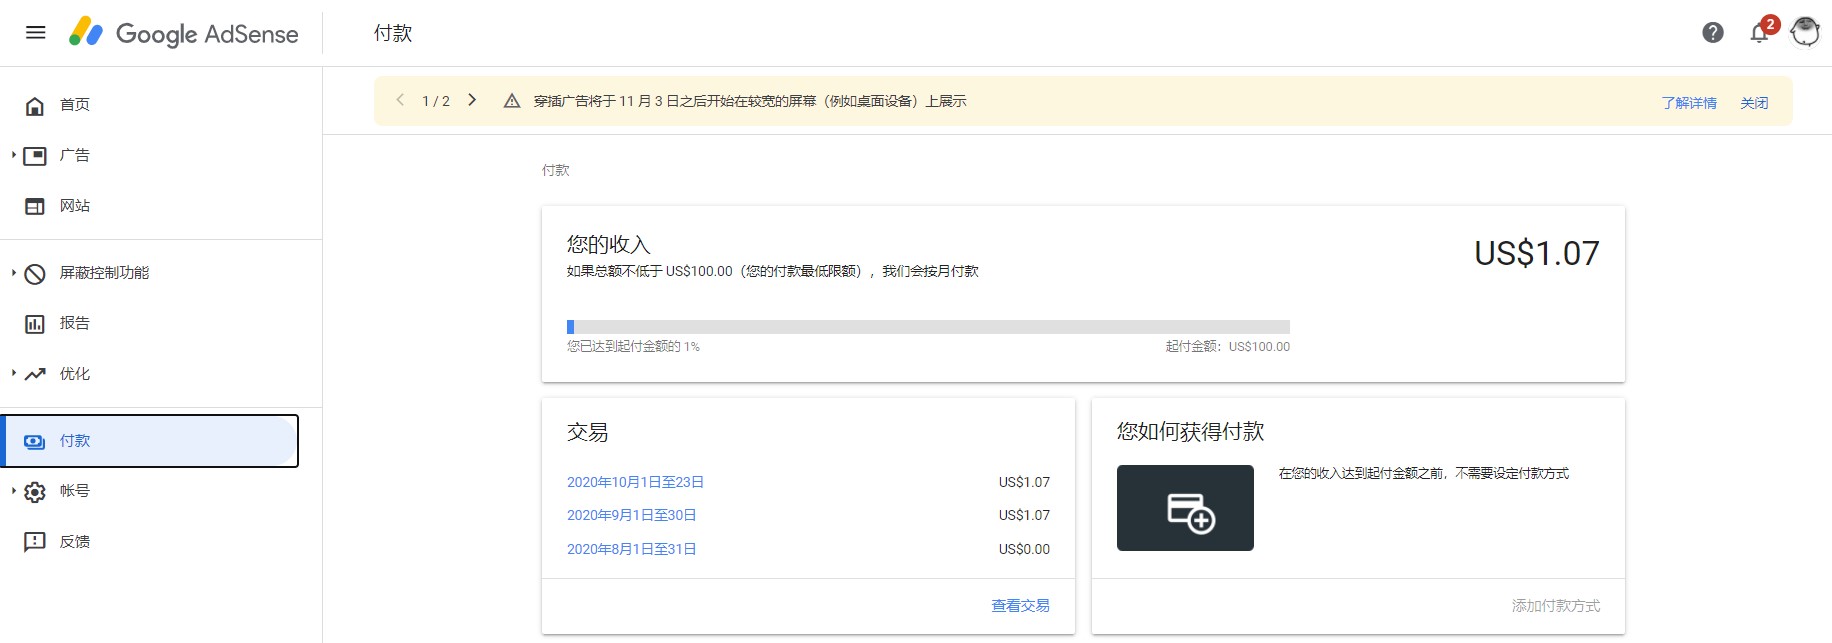 Google AdSense
付款
2
首页
广告
网站
屏蔽控制功能
报告
优化
付款
帐号
反馈
1 / 2
穿插广告将于 11 月 3 日之后开始在较宽的屏幕（例如桌面设备）上展示
了解详情
关闭
付款
您的收入
US$1.07
如果总额不低于 US$100.00（您的付款最低限额），我们会按月付款
您已达到起付金额的 1%
起付金额：US$100.00
交易
2020年10月1日至23日 US$1.07
2020年9月1日至30日 US$1.07
2020年8月1日至31日 US$0.00
查看交易
您如何获得付款
在您的收入达到起付金额之前，不需要设定付款方式
添加付款方式